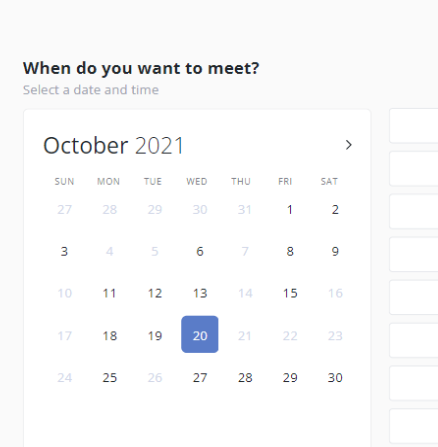 When do you want to meet?
Select a date and time
October 2021
SUN MON TUE WED THU FRI SAT
27 28 29 30 31 1 2
3 4 5 6 7 8 9
10 11 12 13 14 15 16
17 18 19 20 21 22 23
24 25 26 27 28 29 30